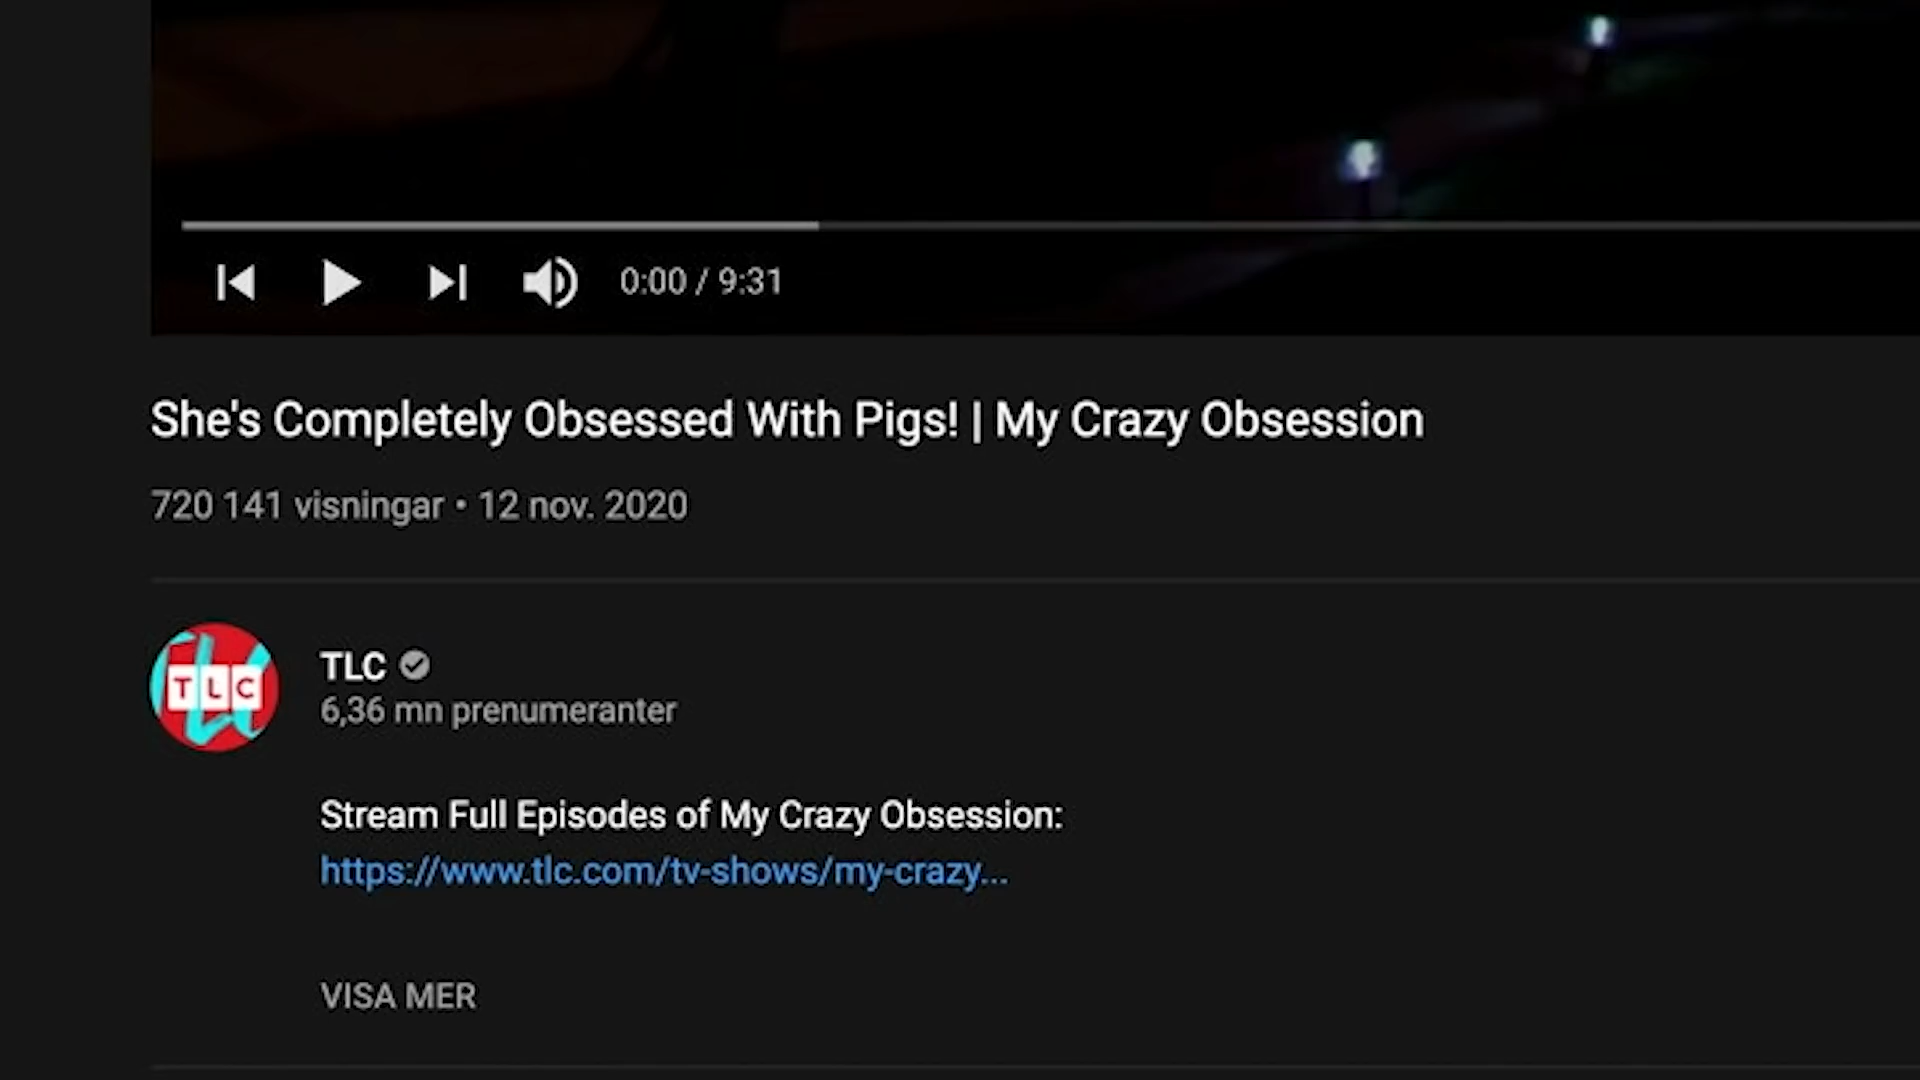 0:00 / 9:31
She's Completely Obsessed With Pigs! | My Crazy Obsession
720 141 visningar • 12 nov. 2020
TLC
TLC
6,36 mn prenumeranter
Stream Full Episodes of My Crazy Obsession:
https://www.tlc.com/tv-shows/my-crazy...
VISA MER